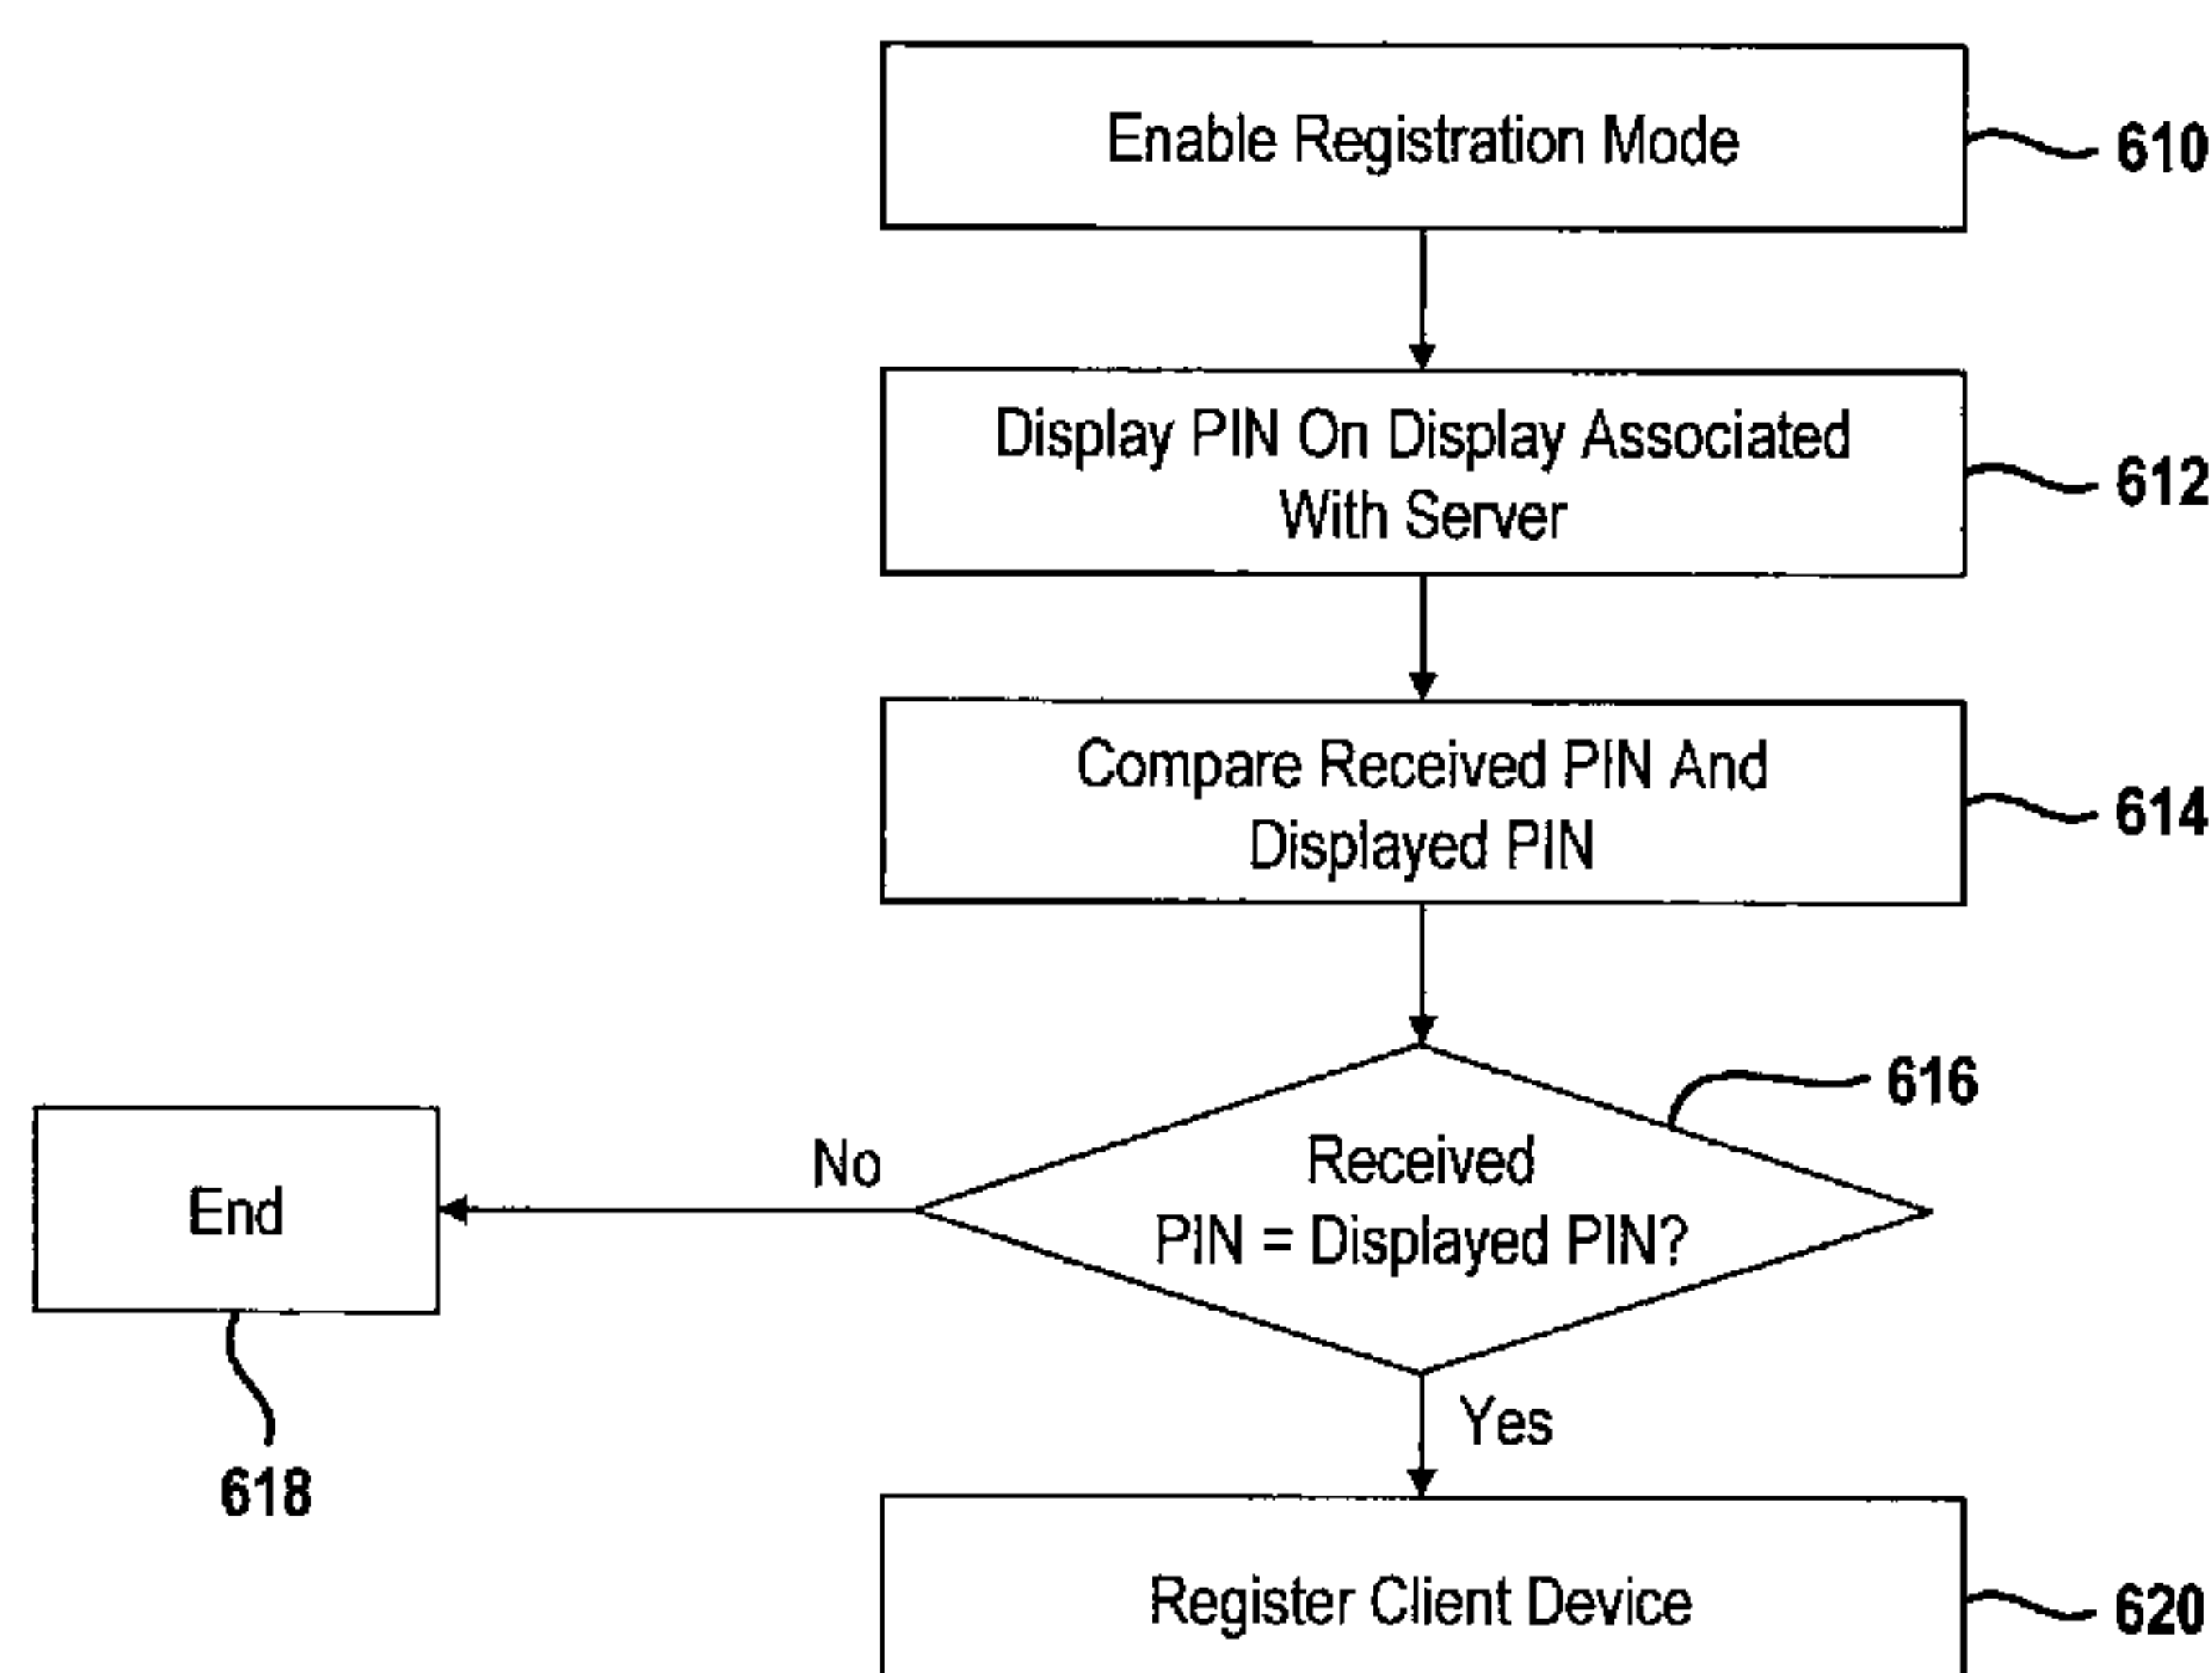 Enable Registration Mode
610
Display PIN On Display Associated
With Server
612
Compare Received PIN And
Displayed PIN
614
616
Received
PIN = Displayed PIN?
No
End
618
Yes
Register Client Device
620